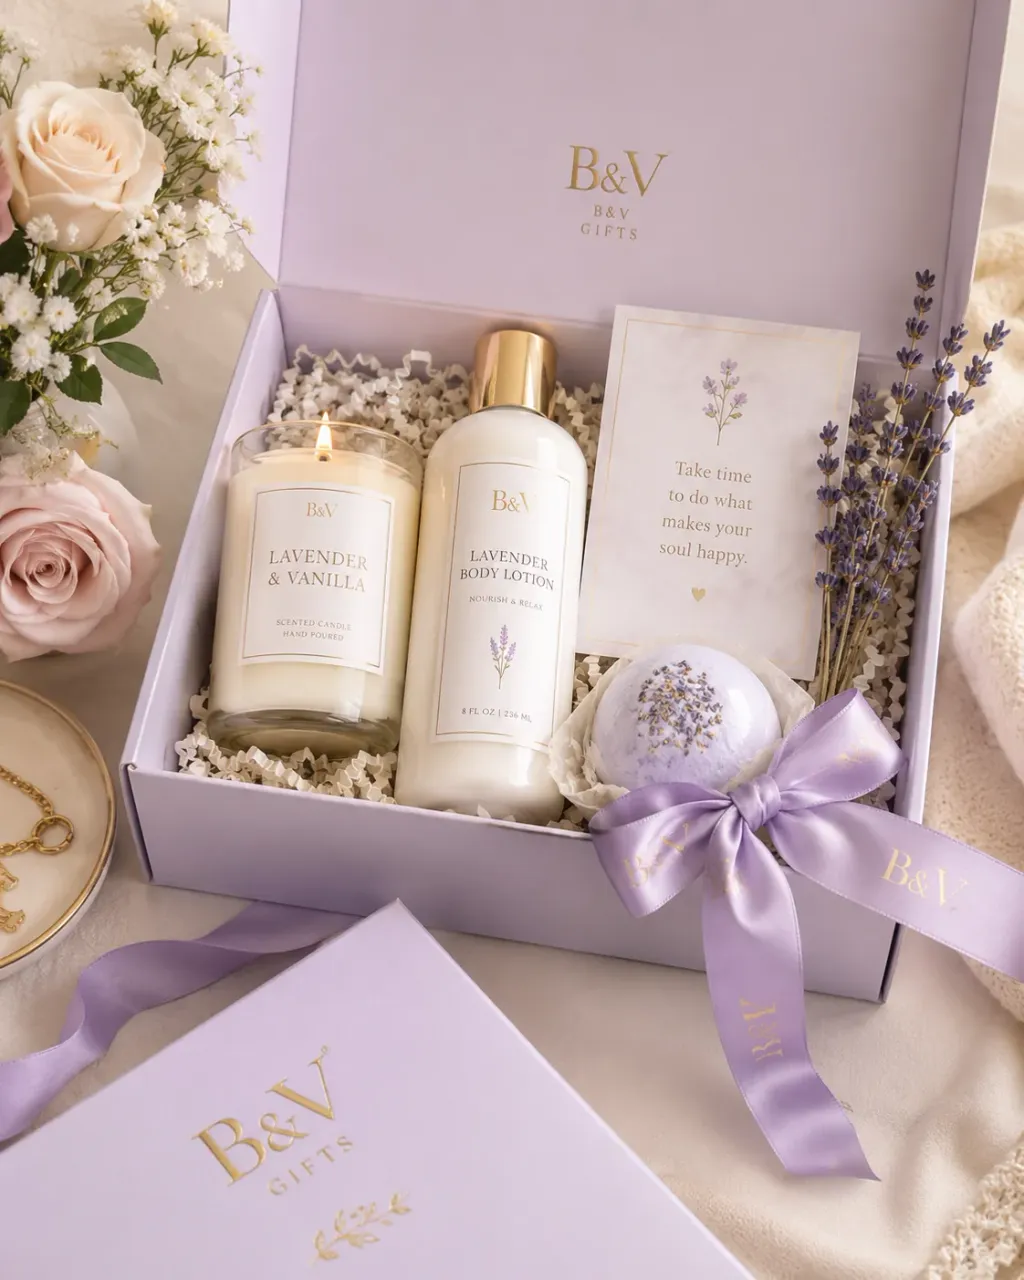 B&V
B&V
GIFTS
Take time
to do what
makes your
soul happy.
B&V
LAVENDER
& VANILLA
SCENTED CANDLE
HAND POURED
B&V
LAVENDER
BODY LOTION
NOURISH & RELAX
8 FL OZ | 236 ML
B&V
B&V
GIFTS